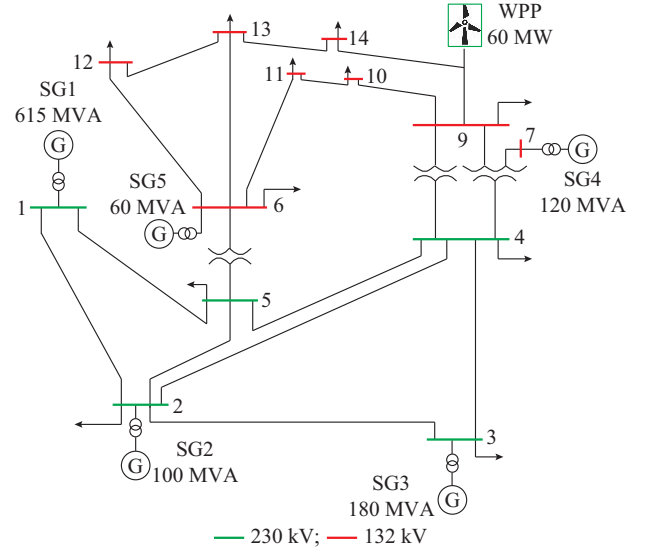 WPP
60 MW
13
14
12
11
10
SG1
615 MVA
G
9
7
G
SG4
120 MVA
SG5
60 MVA
G
6
1
4
5
2
G
SG2
100 MVA
3
SG3
180 MVA
G
230 kV; 132 kV